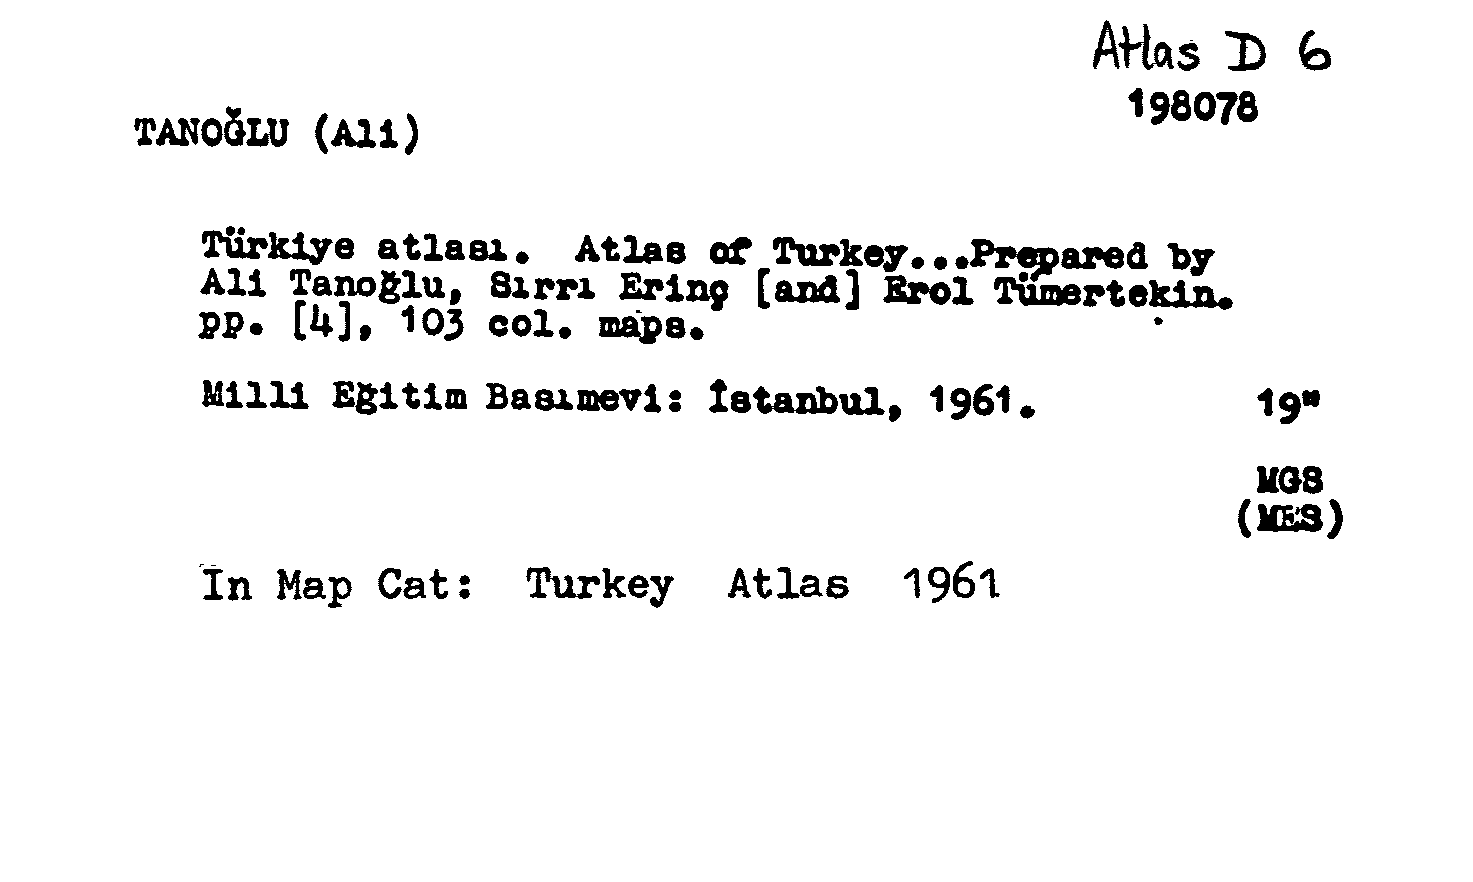 Atlas D 6
198078
TANOĞLU (Ali)
Türkiye atlası. Atlas of Turkey...Prepared by
Ali Tanoğlu, Sırrı Erinç [and] Erol Tümertekin.
pp. [4], 103 col. maps.
Milli Eğitim Basımevi: İstanbul, 1961. 19"
MGS
(MES)
In Map Cat: Turkey Atlas 1961